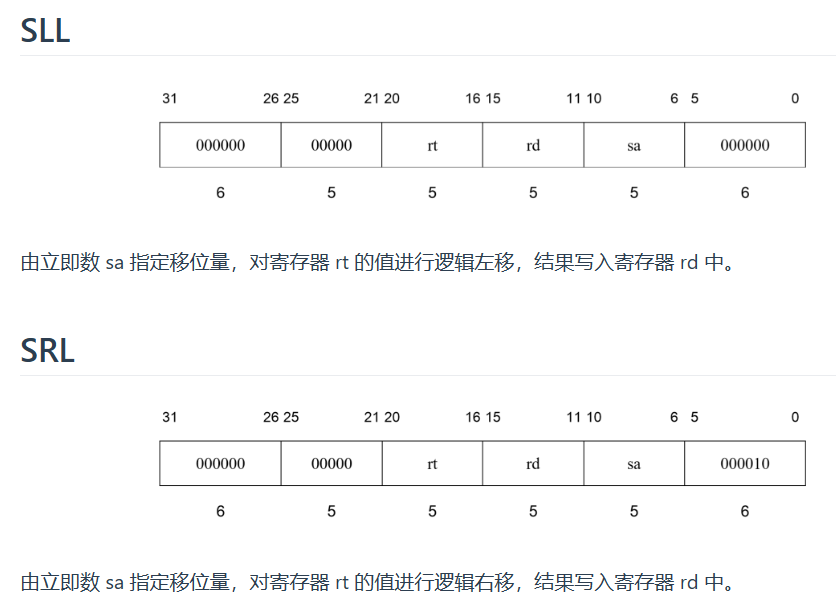 SLL
31 26 25 21 20 16 15 11 10 6 5 0
000000 00000 rt rd sa 000000
6 5 5 5 5 6
由立即数 sa 指定移位量，对寄存器 rt 的值进行逻辑左移，结果写入寄存器 rd 中。
SRL
31 26 25 21 20 16 15 11 10 6 5 0
000000 00000 rt rd sa 000010
6 5 5 5 5 6
由立即数 sa 指定移位量，对寄存器 rt 的值进行逻辑右移，结果写入寄存器 rd 中。